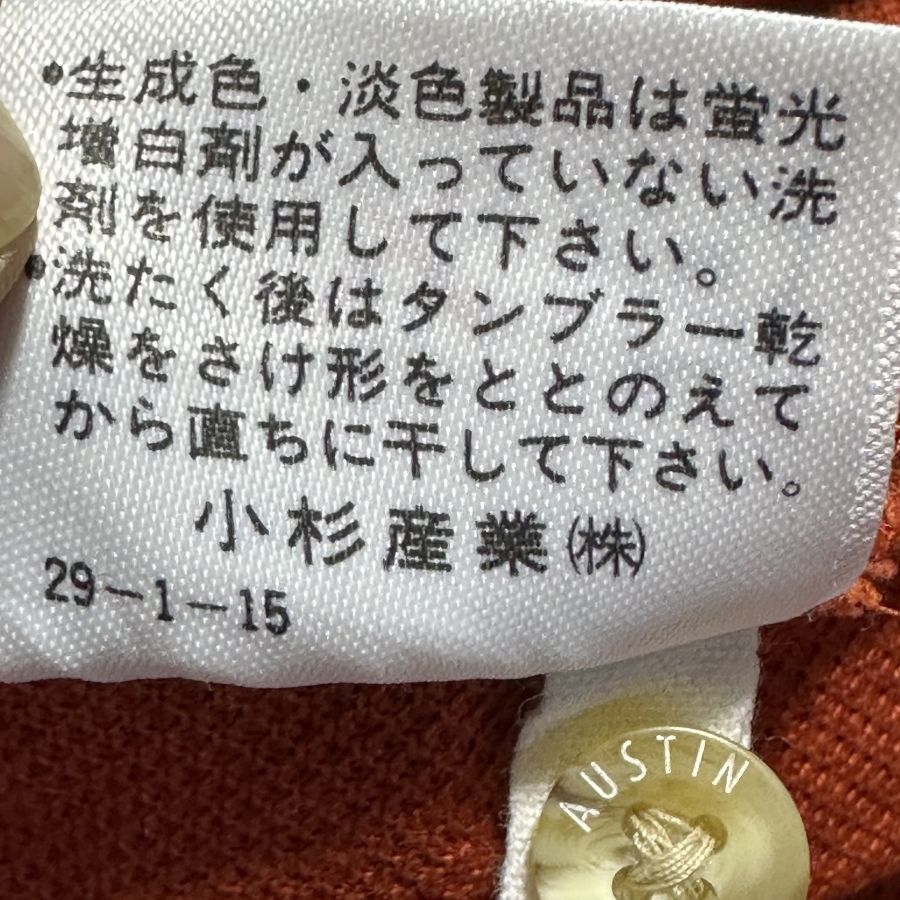 •生成色・淡色製品は蛍光
増白剤が入っていない洗
剤を使用して下さい。
•洗たく後はタンブラー乾
燥をさけ形をととのえて
から直ちに干して下さい。
小杉産業㈱
29-1-15
AUSTIN